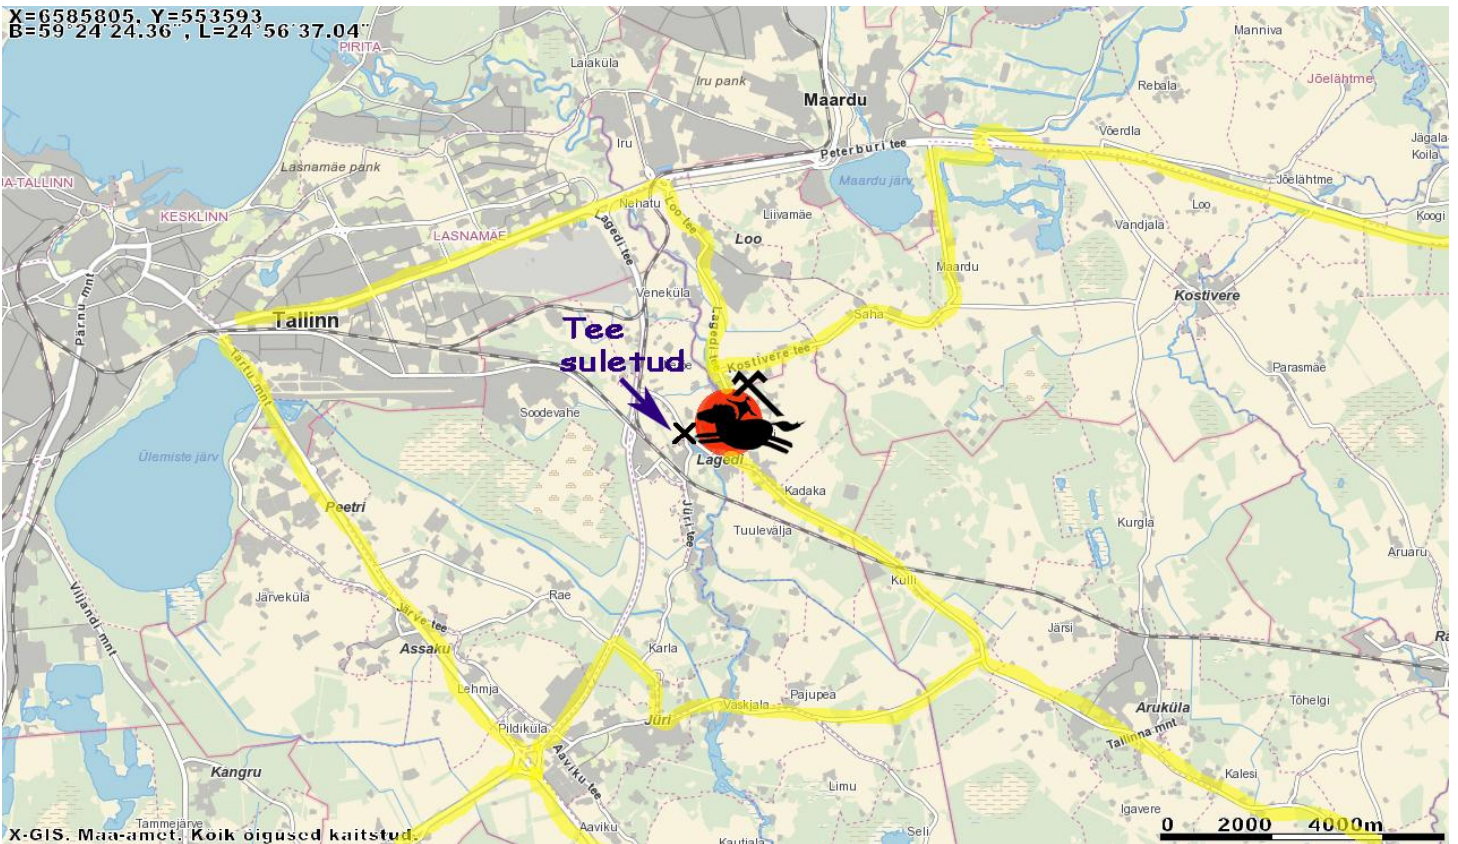 X=6585805, Y=553593
B=59°24'24.36", L=24°56'37.04"
PIRITA
Laiaküla
Iru pank
Maardu
Manniva
Rebala
Jõelähtme
Võerdla
Jägala-
Koila
Iru
Peterburi tee
Lasnamäe pank
Maardu järv
Jõelähtme
JA-TALLINN
KESKLINN
Nehatu
Loo tee
Liivamäe
Loo
Koogi
LASNAMÄE
Lagedi tee
Loo
Vandjala
Maardu
Veneküla
Kostivere
Pärnu mnt
Tallinn
Lagedi tee
Saha
Tee
suletud
Kostivere tee
Parasmäe
Tartu mnt
Soodevahe
Ülemiste järv
Lagedi
Kadaka
Peetri
Jüri tee
Tuulevälja
Kurgla
Aruaru
Külli
Viljandi mnt
Järveküla
Rae
Järve tee
Järsi
Assaku
Karla
Lehmja
Pajupea
Vaskjala
Tõhelgi
Aruküla
Jüri
Pildiküla
Tallinna mnt
Aaviku tee
Kangru
Kalesi
Limu
Igavere
Tammejärve
Aaviku
Seli
Kautjala
X-GIS. Maa-amet. Kõik õigused kaitstud.
0 2000 4000m